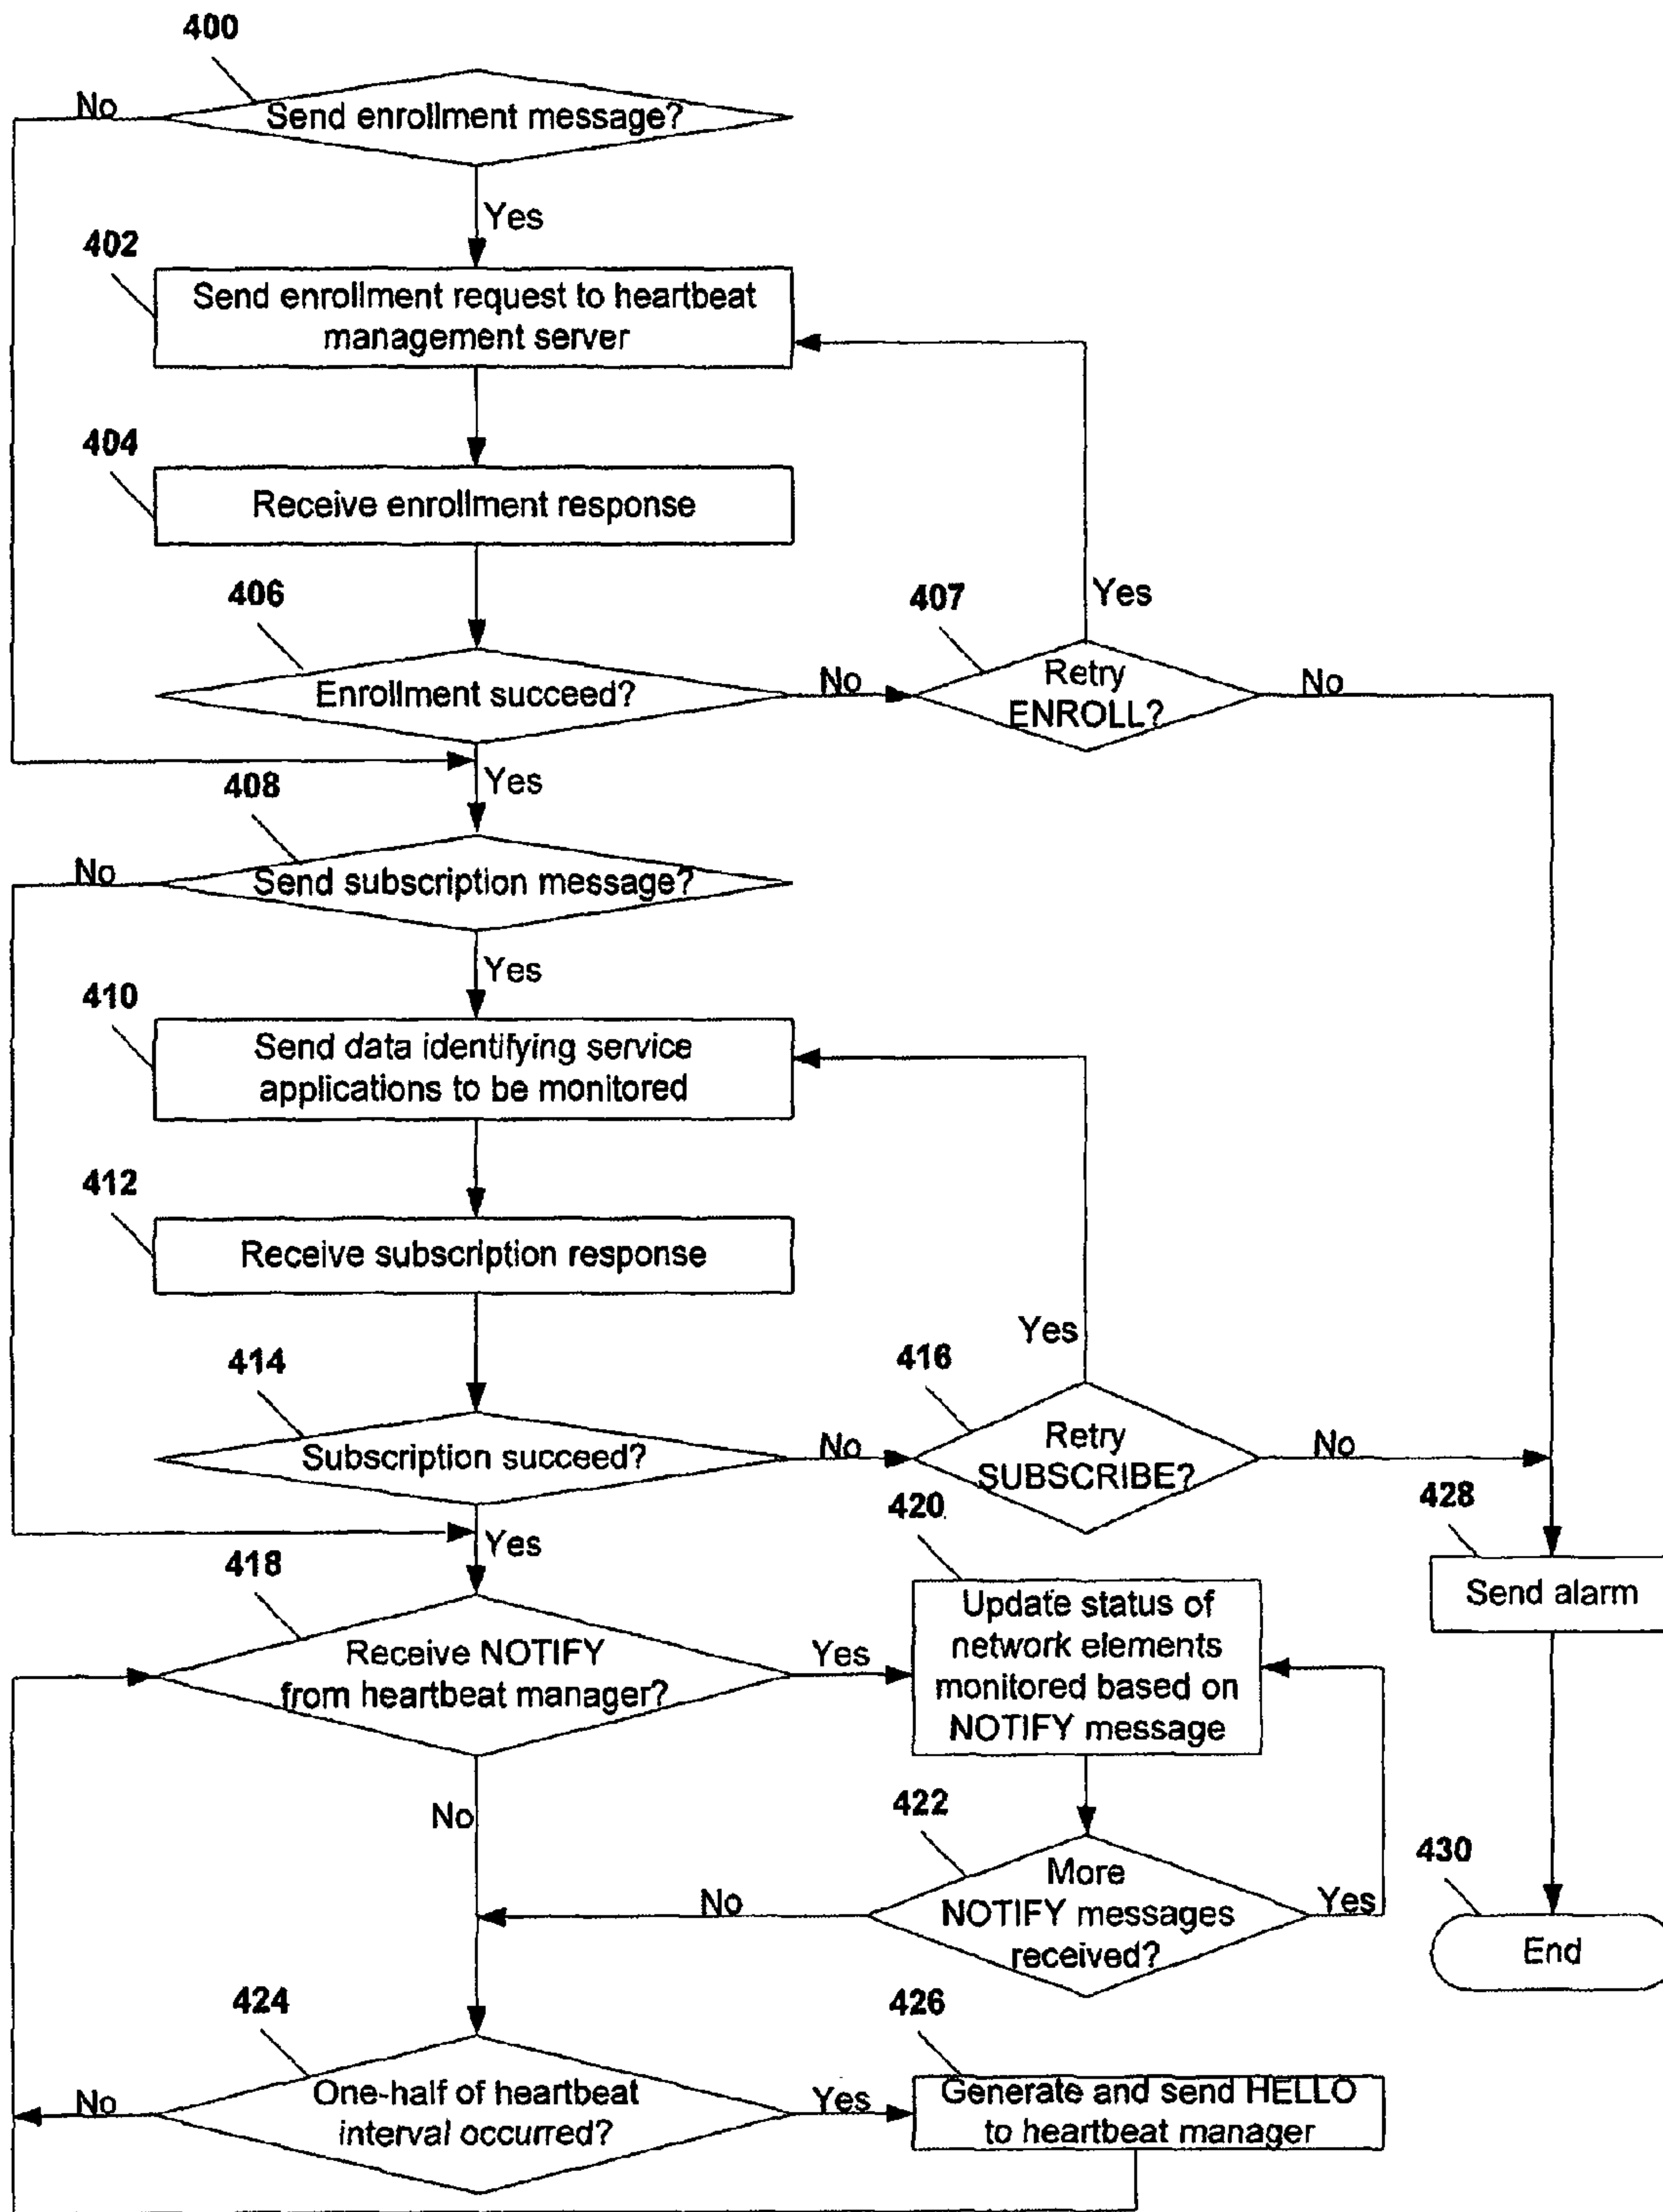 400
No
Send enrollment message?
Yes
402
Send enrollment request to heartbeat
management server
404
Receive enrollment response
406
Enrollment succeed?
No
407
Yes
Retry
ENROLL?
No
Yes
408
No
Send subscription message?
Yes
410
Send data identifying service
applications to be monitored
412
Receive subscription response
414
Subscription succeed?
No
416
Yes
Retry
SUBSCRIBE?
No
Yes
418
Receive NOTIFY
from heartbeat manager?
Yes
No
420
Update status of
network elements
monitored based on
NOTIFY message
422
More
NOTIFY messages
received?
Yes
No
428
Send alarm
430
End
424
No
One-half of heartbeat
interval occurred?
Yes
426
Generate and send HELLO
to heartbeat manager